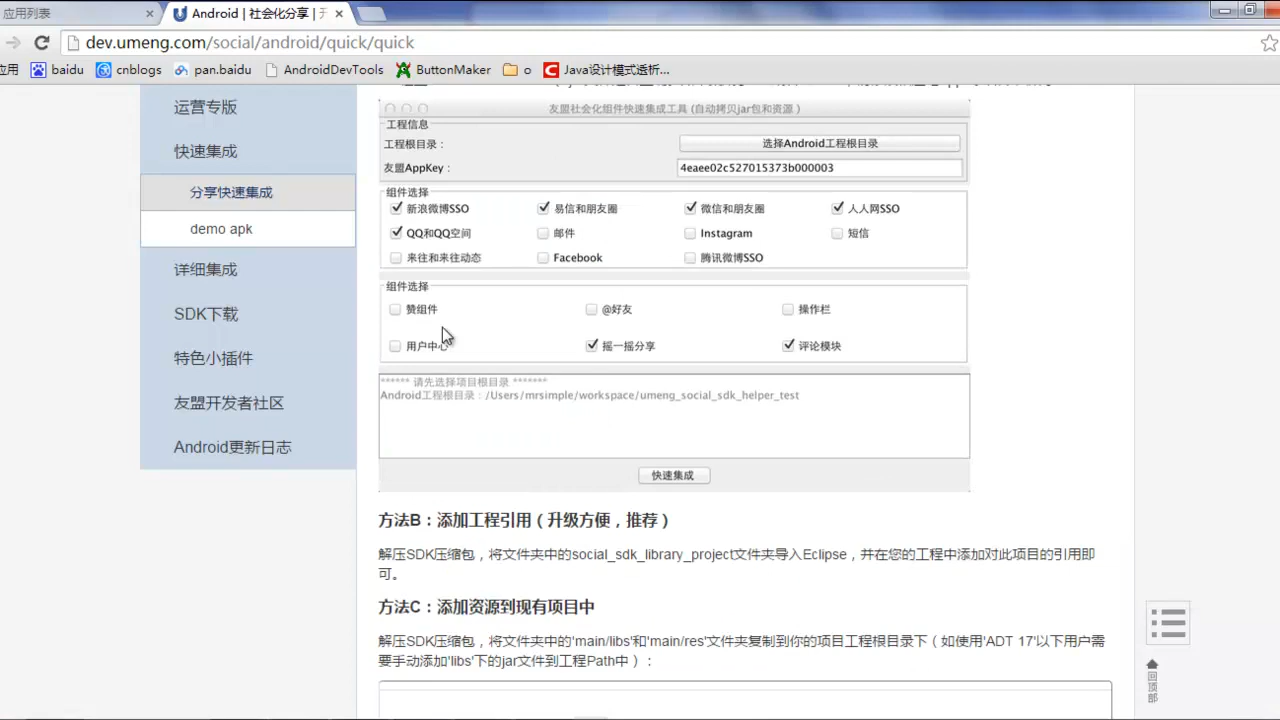 应用列表
Android | 社会化分享 | 开
dev.umeng.com/social/android/quick/quick
应用 baidu cnblogs pan.baidu AndroidDevTools ButtonMaker o Java设计模式透析...
运营专版
快速集成
分享快速集成
demo apk
详细集成
SDK下载
特色小插件
友盟开发者社区
Android更新日志
友盟社会化组件快速集成工具 (自动拷贝jar包和资源 )
工程信息
工程根目录： 选择Android工程根目录
友盟AppKey： 4eaee02c527015373b000003
组件选择
新浪微博SSO 易信和朋友圈 微信和朋友圈 人人网SSO
QQ和QQ空间 邮件 Instagram 短信
来往和来往动态 Facebook 腾讯微博SSO
组件选择
赞组件 @好友 操作栏
用户中心 摇一摇分享 评论模块
****** 请先选择项目根目录 *******
Android工程根目录：/Users/mrsimple/workspace/umeng_social_sdk_helper_test
快速集成
方法B：添加工程引用（升级方便，推荐）
解压SDK压缩包，将文件夹中的social_sdk_library_project文件夹导入Eclipse，并在您的工程中添加对此项目的引用即
可。
方法C：添加资源到现有项目中
解压SDK压缩包，将文件夹中的'main/libs'和'main/res'文件夹复制到你的项目工程根目录下（如使用'ADT 17'以下用户需
要手动添加'libs'下的jar文件到工程Path中）：
回顶部